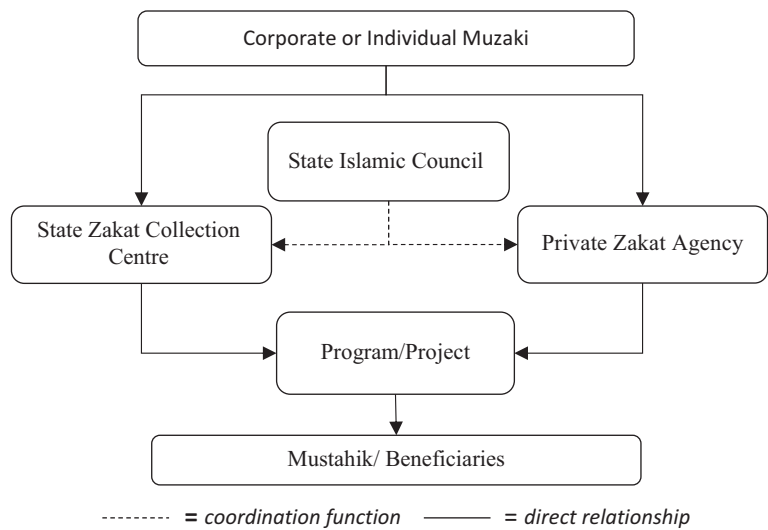 Corporate or Individual Muzaki
State Islamic Council
State Zakat Collection
Centre
Private Zakat Agency
Program/Project
Mustahik/ Beneficiaries
= coordination function
= direct relationship